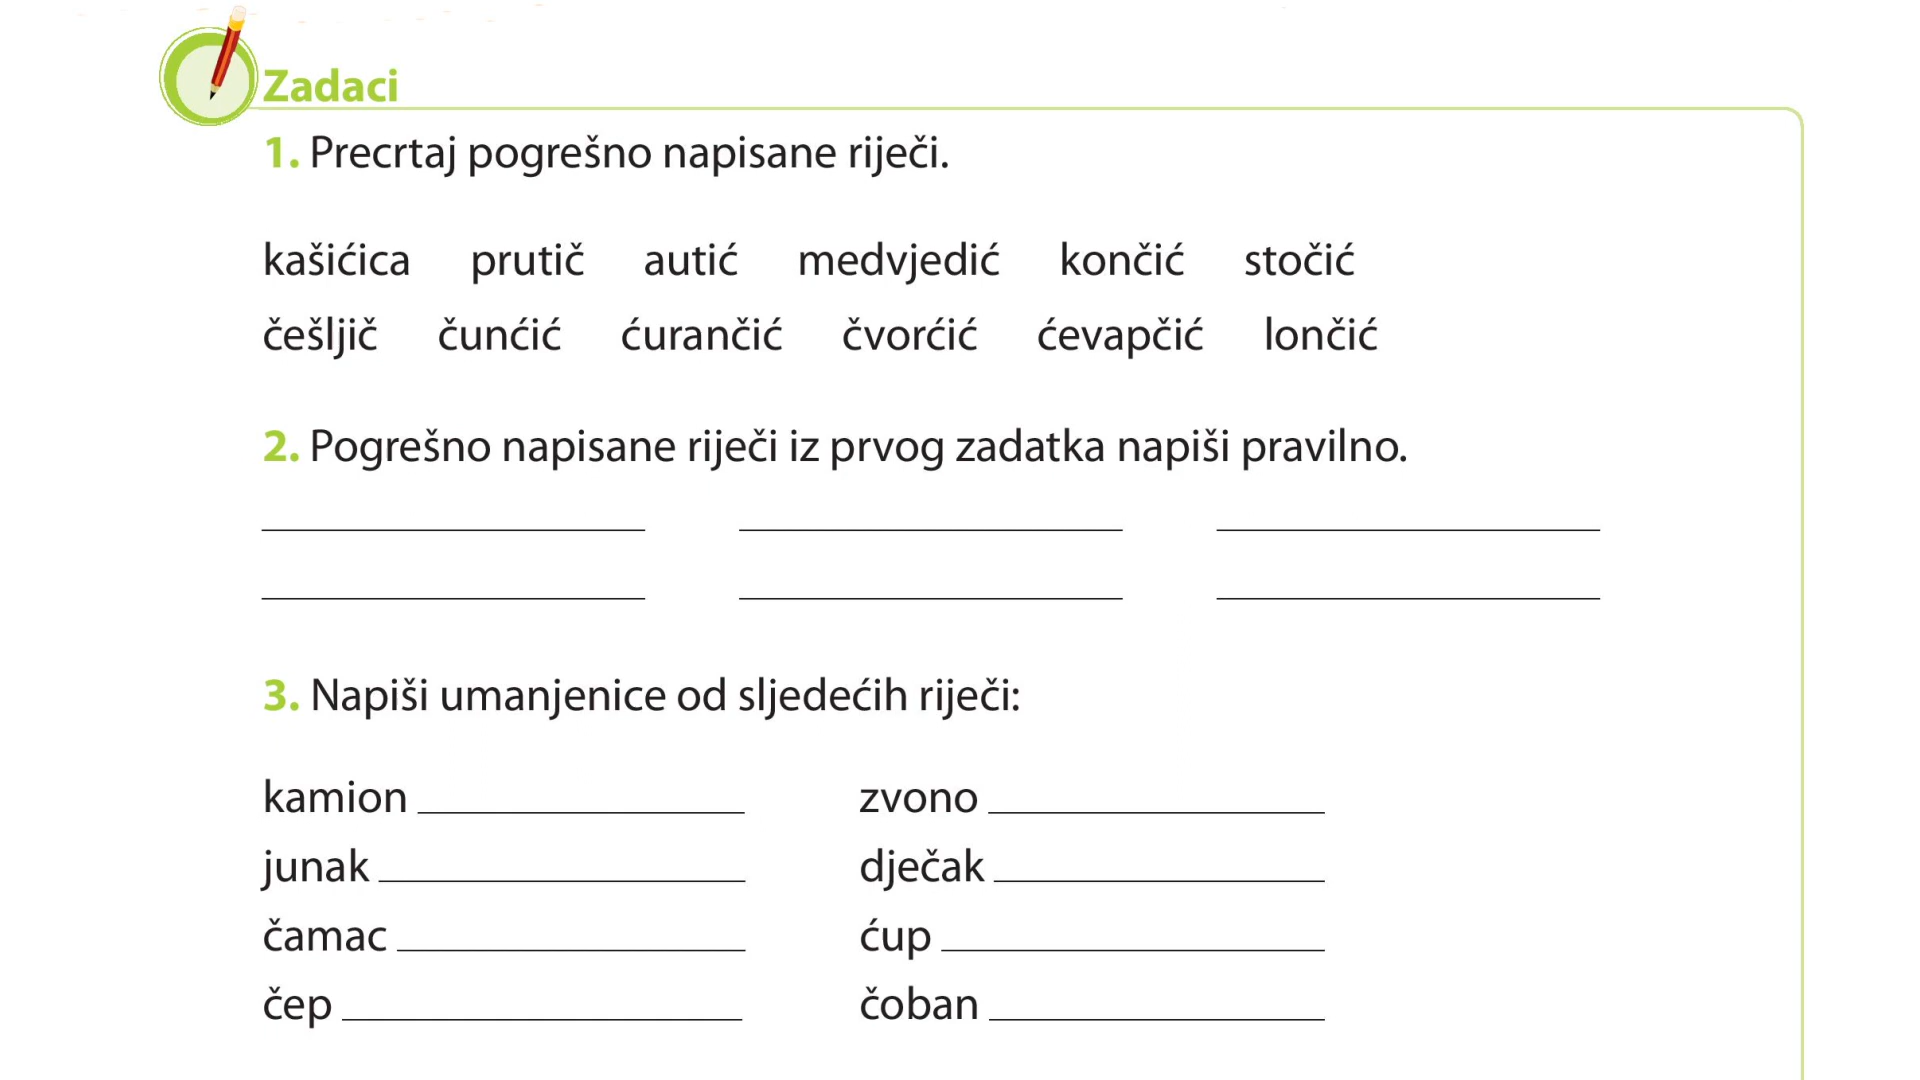 Zadaci
1. Precrtaj pogrešno napisane riječi.
kašićica prutič autić medvjedić končić stočić
češljič čunćić ćurančić čvorćić ćevapčić lončić
2. Pogrešno napisane riječi iz prvog zadatka napiši pravilno.
3. Napiši umanjenice od sljedećih riječi:
kamion zvono
junak dječak
čamac ćup
čep čoban